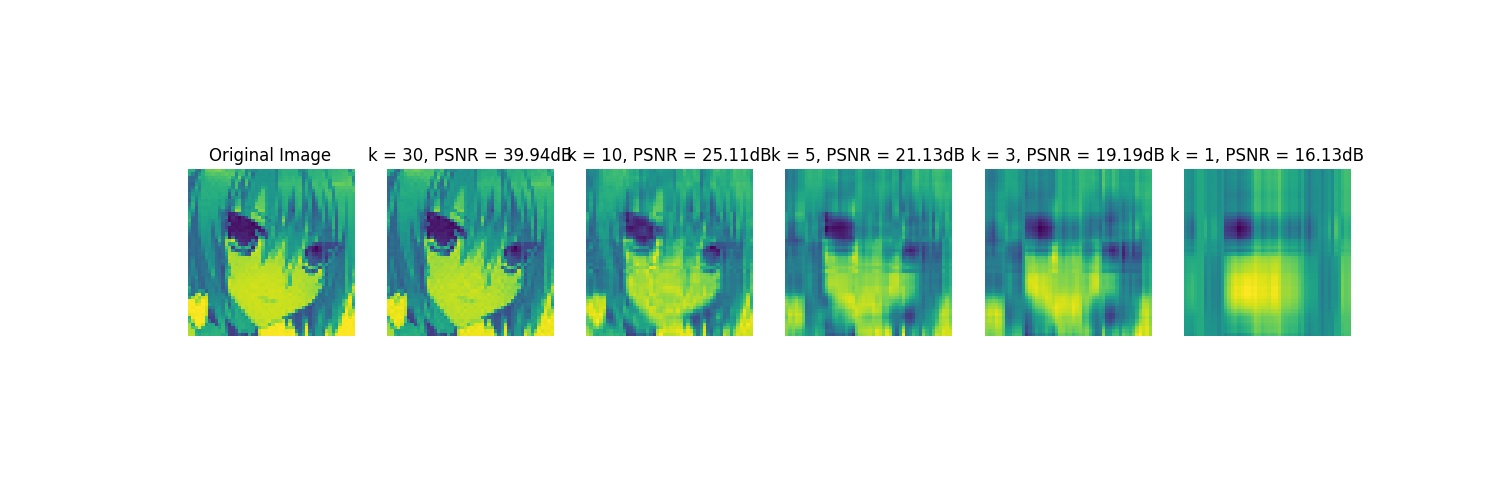 Original Image
k = 30, PSNR = 39.94dB
k = 10, PSNR = 25.11dB
k = 5, PSNR = 21.13dB
k = 3, PSNR = 19.19dB
k = 1, PSNR = 16.13dB